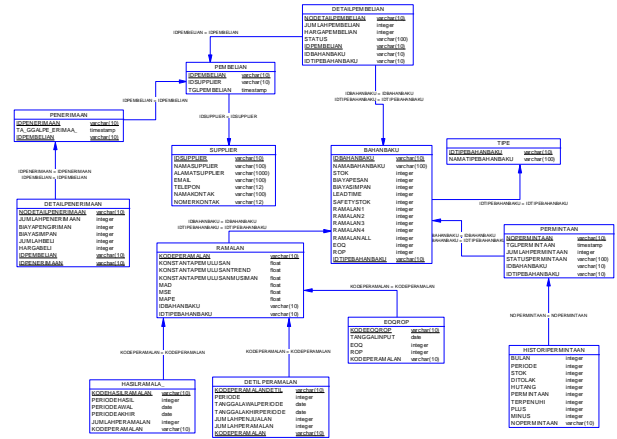 DETAILPEMBELIAN
NODETAILPEMBELIAN varchar(10)
JUMLAHPEMBELIAN integer
HARGAPEMBELIAN integer
STATUS varchar(100)
IDPEMBELIAN varchar(10)
IDBAHANBAKU varchar(10)
IDTIPEBAHANBAKU varchar(10)
IDPEMBELIAN = IDPEMBELIAN
PEMBELIAN
IDPEMBELIAN varchar(10)
IDSUPPLIER varchar(10)
TGLPEMBELIAN timestamp
IDBAHANBAKU = IDBAHANBAKU
IDTIPEBAHANBAKU = IDTIPEBAHANBAKU
IDPEMBELIAN = IDPEMBELIAN
PENERIMAAN
IDPENERIMAAN varchar(10)
TA_GGALPE_ERIMAA_ timestamp
IDPEMBELIAN varchar(10)
IDSUPPLIER = IDSUPPLIER
SUPPLIER
IDSUPPLIER varchar(10)
NAMASUPPLIER varchar(100)
ALAMATSUPPLIER varchar(1000)
EMAIL varchar(100)
TELEPON varchar(12)
NAMAKONTAK varchar(100)
NOMERKONTAK varchar(12)
BAHANBAKU
IDBAHANBAKU varchar(10)
NAMABAHANBAKU varchar(100)
STOK integer
BIAYAPESAN integer
BIAYASIMPAN integer
LEADTIME integer
SAFETYSTOK integer
RAMALAN1 integer
RAMALAN2 integer
RAMALAN3 integer
RAMALAN4 integer
RAMALANALL integer
EOQ integer
ROP integer
IDTIPEBAHANBAKU varchar(10)
TIPE
IDTIPEBAHANBAKU varchar(10)
NAMATIPEBAHANBAKU varchar(100)
IDTIPEBAHANBAKU = IDTIPEBAHANBAKU
IDPENERIMAAN = IDPENERIMAAN
IDPEMBELIAN = IDPEMBELIAN
DETAILPENERIMAAN
NODETAILPENERIMAAN varchar(10)
JUMLAHPENERIMAAN integer
BIAYAPENGIRIMAN integer
BIAYASIMPAN integer
JUMLAHBELI integer
HARGABELI integer
IDPEMBELIAN varchar(10)
IDPENERIMAAN varchar(10)
IDBAHANBAKU = IDBAHANBAKU
IDTIPEBAHANBAKU = IDTIPEBAHANBAKU
PERMINTAAN
NOPERMINTAAN varchar(10)
TGLPERMINTAAN timestamp
JUMLAHPERMINTAAN integer
STATUSPERMINTAAN varchar(100)
IDBAHANBAKU varchar(10)
IDTIPEBAHANBAKU varchar(10)
BAHANBAKU = IDBAHANBAKU
BAHANBAKU = IDTIPEBAHANBAKU
RAMALAN
KODEPERAMALAN varchar(10)
KONSTANTAPEMULUSAN float
KONSTANTAPEMULUSANTREND float
KONSTANTAPEMULUSANMUSIMAN float
MAD float
MSE float
MAPE float
IDBAHANBAKU varchar(10)
IDTIPEBAHANBAKU varchar(10)
KODEPERAMALAN = KODEPERAMALAN
EOQROP
KODEEOQROP varchar(10)
TANGGALINPUT date
EOQ integer
ROP integer
KODEPERAMALAN varchar(10)
NOPERMINTAAN = NOPERMINTAAN
HISTORIPERMINTAAN
BULAN integer
PERIODE integer
STOK integer
DITOLAK integer
HUTANG integer
PERMINTAAN integer
TERPENUHI integer
PLUS integer
MINUS integer
NOPERMINTAAN varchar(10)
KODEPERAMALAN = KODEPERAMALAN
KODEPERAMALAN = KODEPERAMALAN
HASILRAMALA_
KODEHASILRAMALAN varchar(10)
PERIODEHASIL integer
PERIODEAWAL date
PERIODEAKHIR date
JUMLAHPERAMALAN integer
KODEPERAMALAN varchar(10)
DETILPERAMALAN
KODEPERAMALANDETIL varchar(10)
PERIODE integer
TANGGALAWALPERIODE date
TANGGALAKHIRPERIODE date
JUMLAHPENJUALAN integer
JUMLAHPERAMALAN integer
KODEPERAMALAN varchar(10)